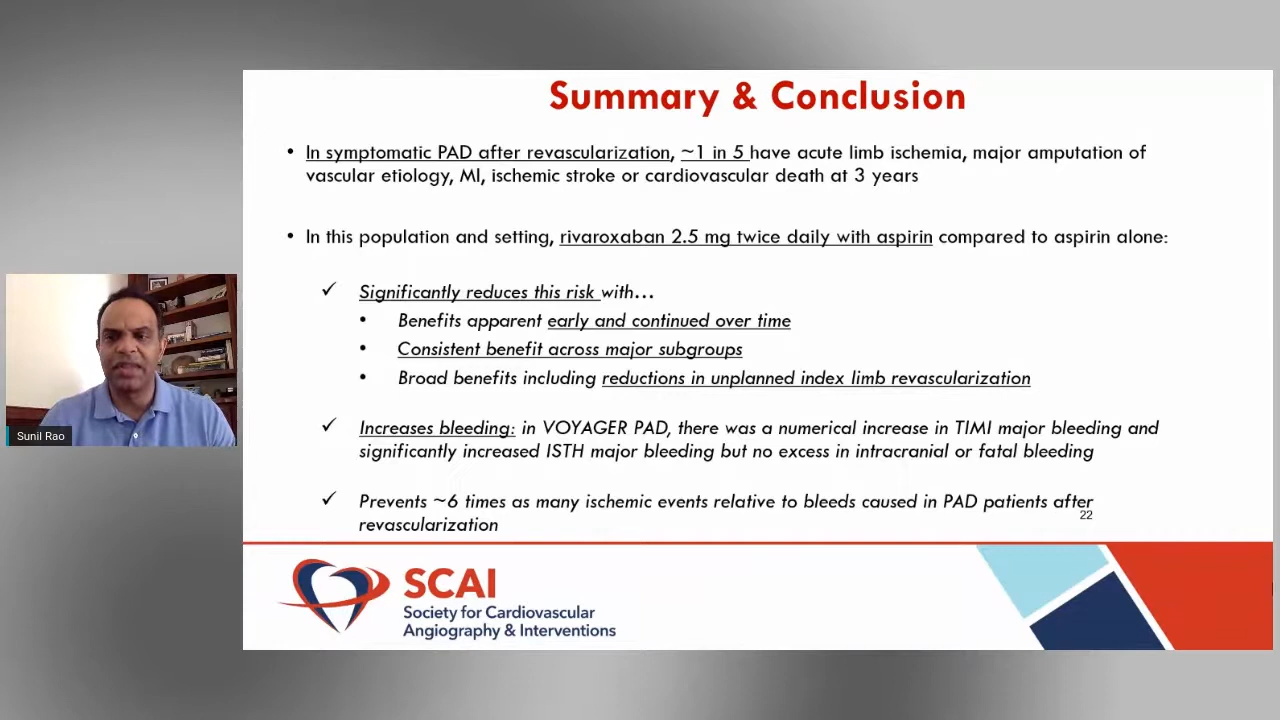 Summary & Conclusion
• In symptomatic PAD after revascularization, ~1 in 5 have acute limb ischemia, major amputation of
vascular etiology, MI, ischemic stroke or cardiovascular death at 3 years
• In this population and setting, rivaroxaban 2.5 mg twice daily with aspirin compared to aspirin alone:
✓ Significantly reduces this risk with…
• Benefits apparent early and continued over time
• Consistent benefit across major subgroups
• Broad benefits including reductions in unplanned index limb revascularization
✓ Increases bleeding: in VOYAGER PAD, there was a numerical increase in TIMI major bleeding and
significantly increased ISTH major bleeding but no excess in intracranial or fatal bleeding
✓ Prevents ~6 times as many ischemic events relative to bleeds caused in PAD patients after
revascularization
22
Sunil Rao
SCAI
Society for Cardiovascular
Angiography & Interventions